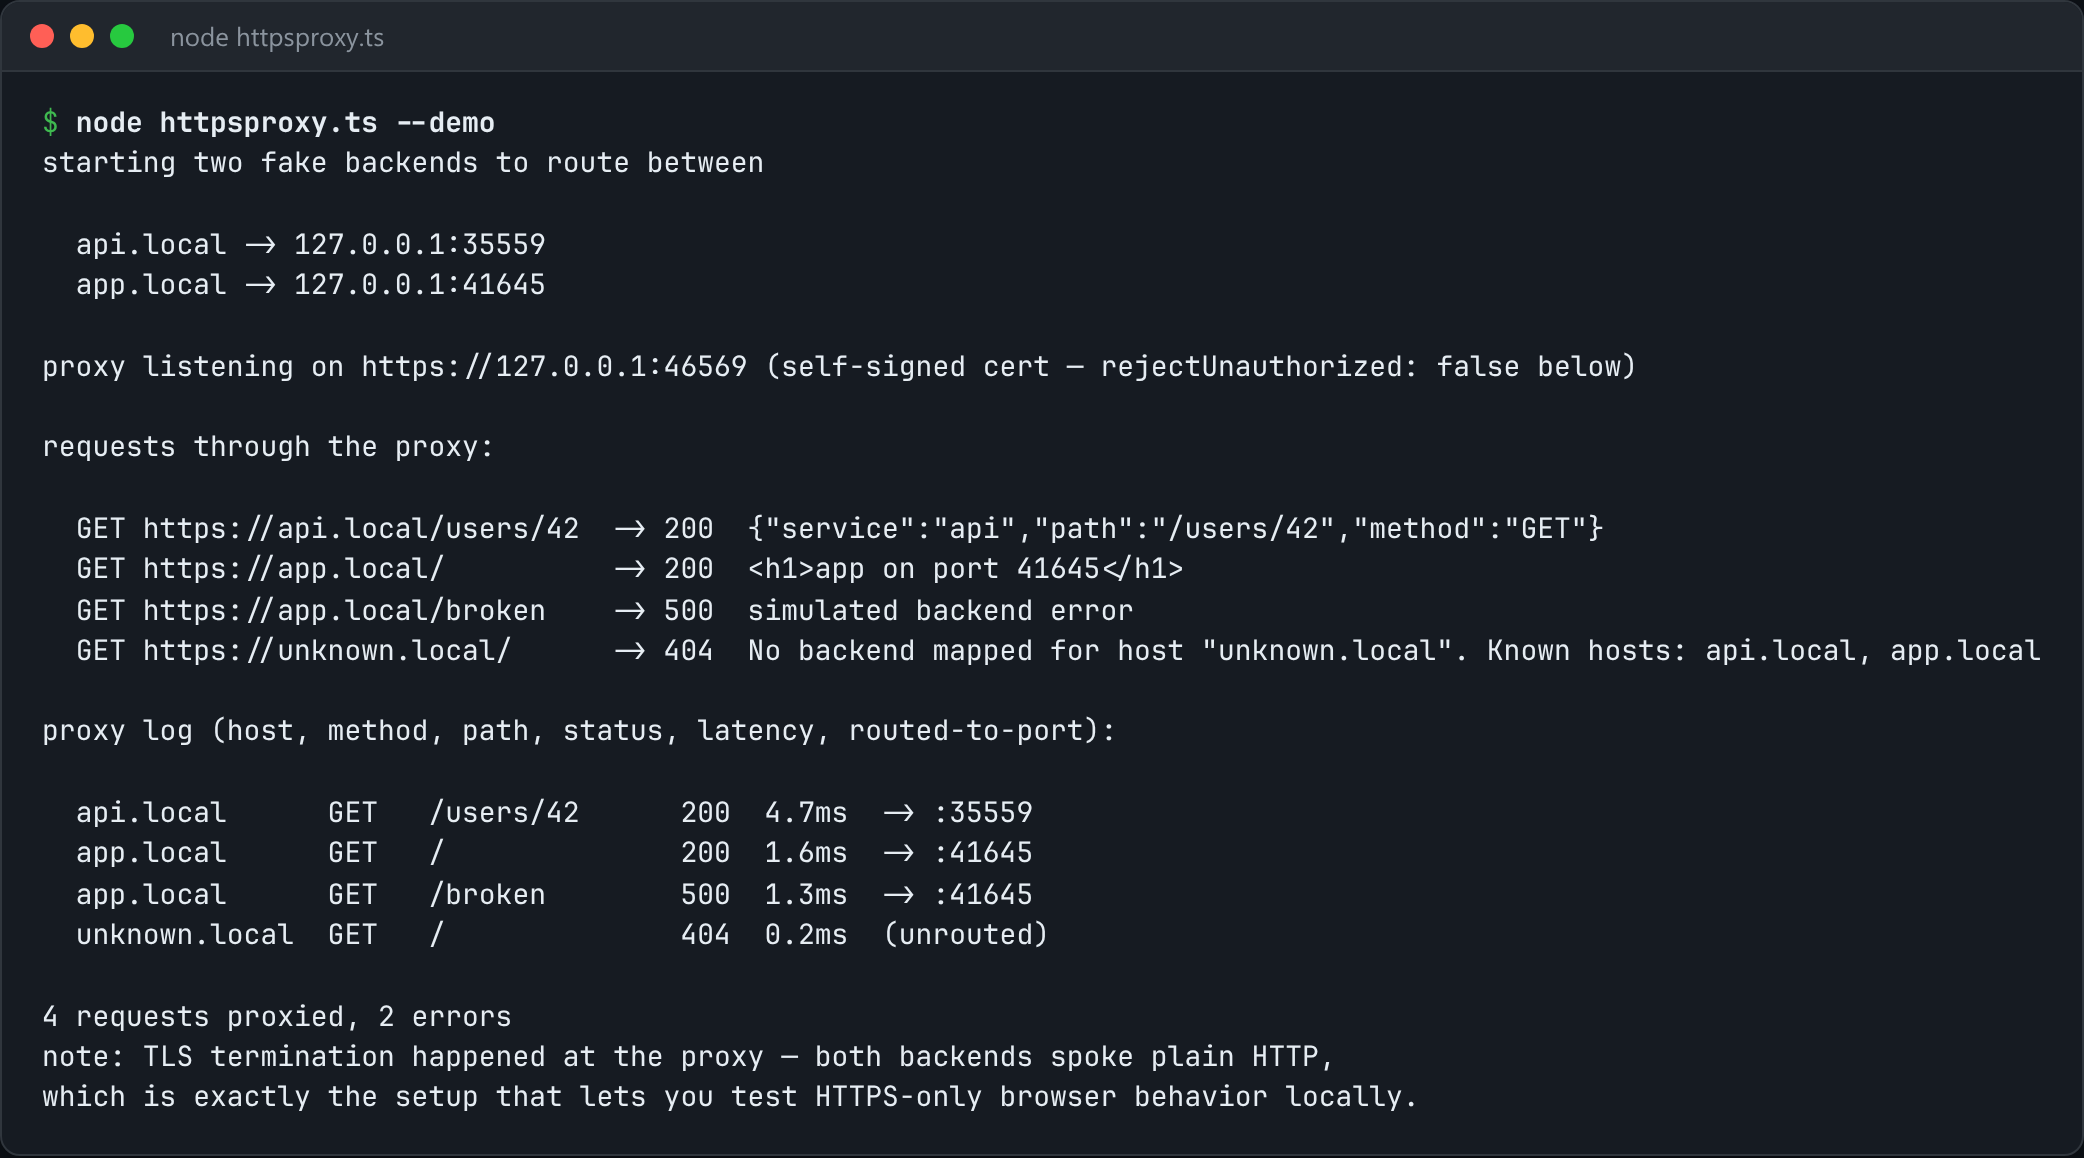 node httpsproxy.ts
$ node httpsproxy.ts --demo
starting two fake backends to route between
api.local -> 127.0.0.1:35559
app.local -> 127.0.0.1:41645
proxy listening on https://127.0.0.1:46569 (self-signed cert — rejectUnauthorized: false below)
requests through the proxy:
GET https://api.local/users/42 -> 200 {"service":"api","path":"/users/42","method":"GET"}
GET https://app.local/ -> 200 <h1>app on port 41645</h1>
GET https://app.local/broken -> 500 simulated backend error
GET https://unknown.local/ -> 404 No backend mapped for host "unknown.local". Known hosts: api.local, app.local
proxy log (host, method, path, status, latency, routed-to-port):
api.local GET /users/42 200 4.7ms -> :35559
app.local GET / 200 1.6ms -> :41645
app.local GET /broken 500 1.3ms -> :41645
unknown.local GET / 404 0.2ms (unrouted)
4 requests proxied, 2 errors
note: TLS termination happened at the proxy — both backends spoke plain HTTP,
which is exactly the setup that lets you test HTTPS-only browser behavior locally.